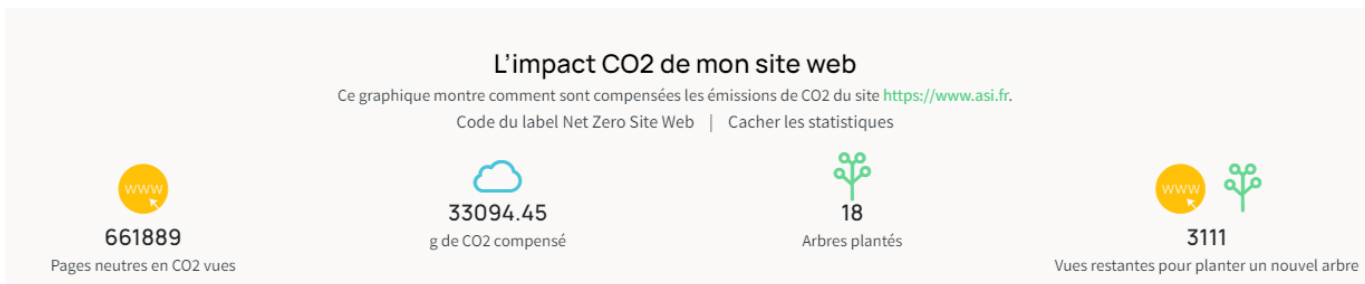 L'impact CO2 de mon site web
Ce graphique montre comment sont compensées les émissions de CO2 du site https://www.asi.fr.
Code du label Net Zero Site Web | Cacher les statistiques
www
661889
Pages neutres en CO2 vues
33094.45
g de CO2 compensé
18
Arbres plantés
www
3111
Vues restantes pour planter un nouvel arbre